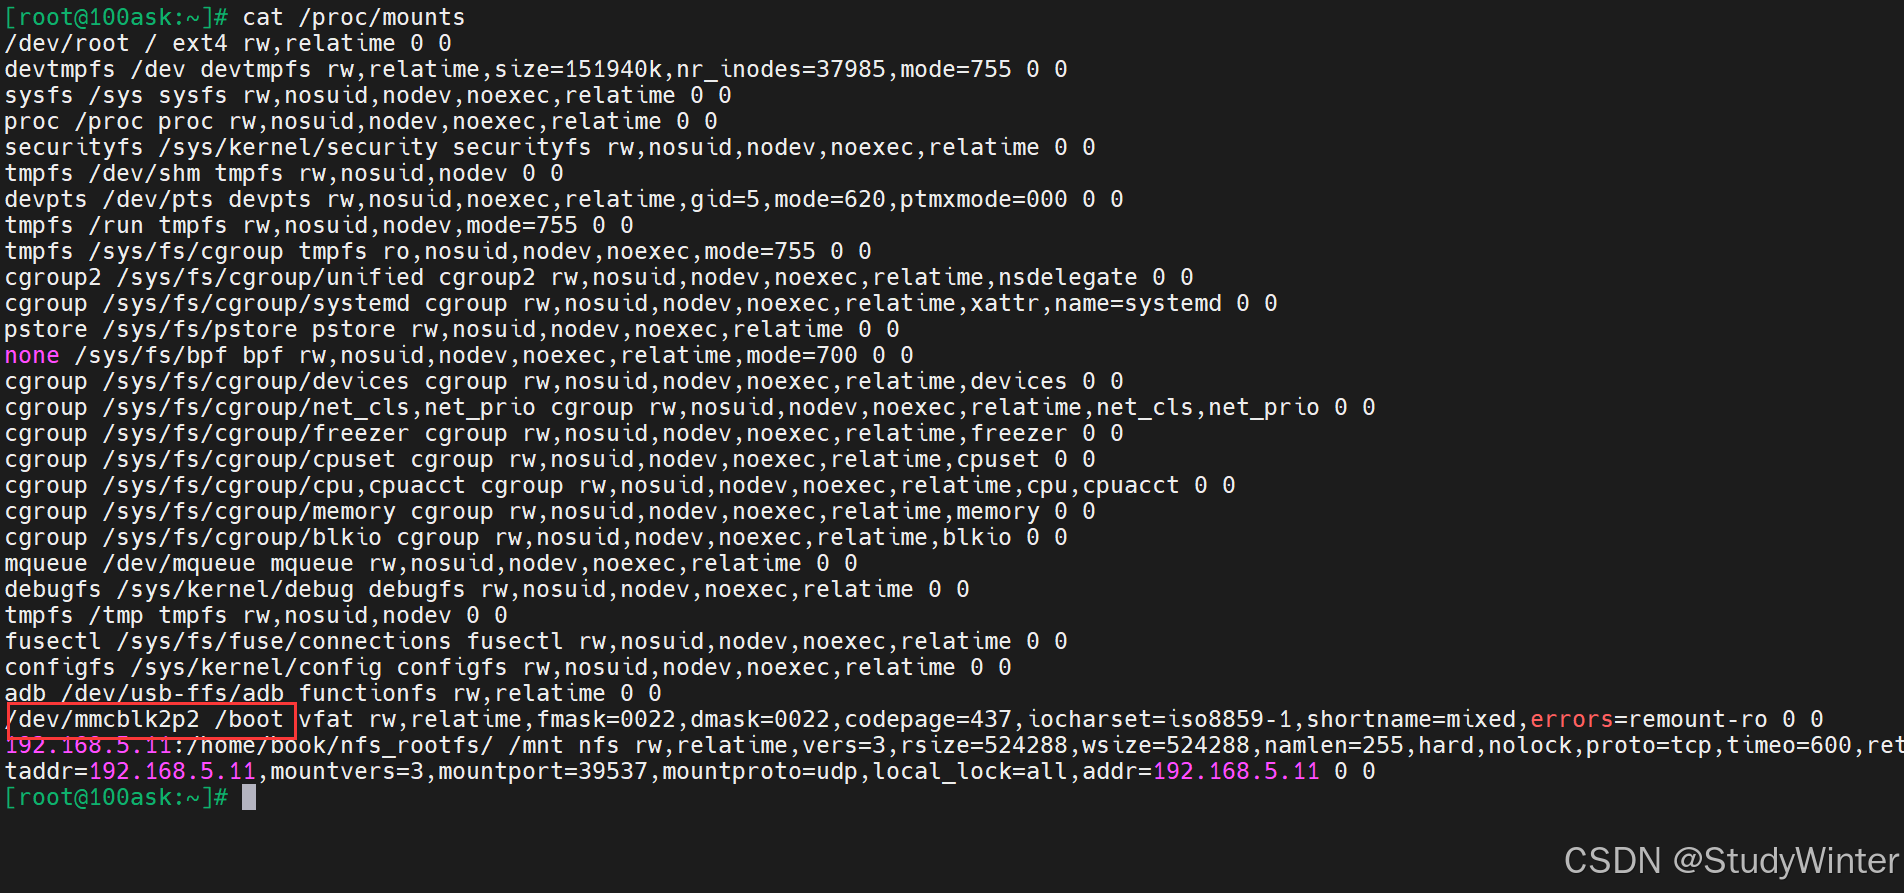 [root@100ask:~]# cat /proc/mounts
/dev/root / ext4 rw,relatime 0 0
devtmpfs /dev devtmpfs rw,relatime,size=151940k,nr_inodes=37985,mode=755 0 0
sysfs /sys sysfs rw,nosuid,nodev,noexec,relatime 0 0
proc /proc proc rw,nosuid,nodev,noexec,relatime 0 0
securityfs /sys/kernel/security securityfs rw,nosuid,nodev,noexec,relatime 0 0
tmpfs /dev/shm tmpfs rw,nosuid,nodev 0 0
devpts /dev/pts devpts rw,nosuid,noexec,relatime,gid=5,mode=620,ptmxmode=000 0 0
tmpfs /run tmpfs rw,nosuid,nodev,mode=755 0 0
tmpfs /sys/fs/cgroup tmpfs ro,nosuid,nodev,noexec,mode=755 0 0
cgroup2 /sys/fs/cgroup/unified cgroup2 rw,nosuid,nodev,noexec,relatime,nsdelegate 0 0
cgroup /sys/fs/cgroup/systemd cgroup rw,nosuid,nodev,noexec,relatime,xattr,name=systemd 0 0
pstore /sys/fs/pstore pstore rw,nosuid,nodev,noexec,relatime 0 0
none /sys/fs/bpf bpf rw,nosuid,nodev,noexec,relatime,mode=700 0 0
cgroup /sys/fs/cgroup/devices cgroup rw,nosuid,nodev,noexec,relatime,devices 0 0
cgroup /sys/fs/cgroup/net_cls,net_prio cgroup rw,nosuid,nodev,noexec,relatime,net_cls,net_prio 0 0
cgroup /sys/fs/cgroup/freezer cgroup rw,nosuid,nodev,noexec,relatime,freezer 0 0
cgroup /sys/fs/cgroup/cpuset cgroup rw,nosuid,nodev,noexec,relatime,cpuset 0 0
cgroup /sys/fs/cgroup/cpu,cpuacct cgroup rw,nosuid,nodev,noexec,relatime,cpu,cpuacct 0 0
cgroup /sys/fs/cgroup/memory cgroup rw,nosuid,nodev,noexec,relatime,memory 0 0
cgroup /sys/fs/cgroup/blkio cgroup rw,nosuid,nodev,noexec,relatime,blkio 0 0
mqueue /dev/mqueue mqueue rw,nosuid,nodev,noexec,relatime 0 0
debugfs /sys/kernel/debug debugfs rw,nosuid,nodev,noexec,relatime 0 0
tmpfs /tmp tmpfs rw,nosuid,nodev 0 0
fusectl /sys/fs/fuse/connections fusectl rw,nosuid,nodev,noexec,relatime 0 0
configfs /sys/kernel/config configfs rw,nosuid,nodev,noexec,relatime 0 0
adb /dev/usb-ffs/adb functionfs rw,relatime 0 0
/dev/mmcblk2p2 /boot vfat rw,relatime,fmask=0022,dmask=0022,codepage=437,iocharset=iso8859-1,shortname=mixed,errors=remount-ro 0 0
192.168.5.11:/home/book/nfs_rootfs/ /mnt nfs rw,relatime,vers=3,rsize=524288,wsize=524288,namlen=255,hard,nolock,proto=tcp,timeo=600,ret
taddr=192.168.5.11,mountvers=3,mountport=39537,mountproto=udp,local_lock=all,addr=192.168.5.11 0 0
[root@100ask:~]#
CSDN @StudyWinter